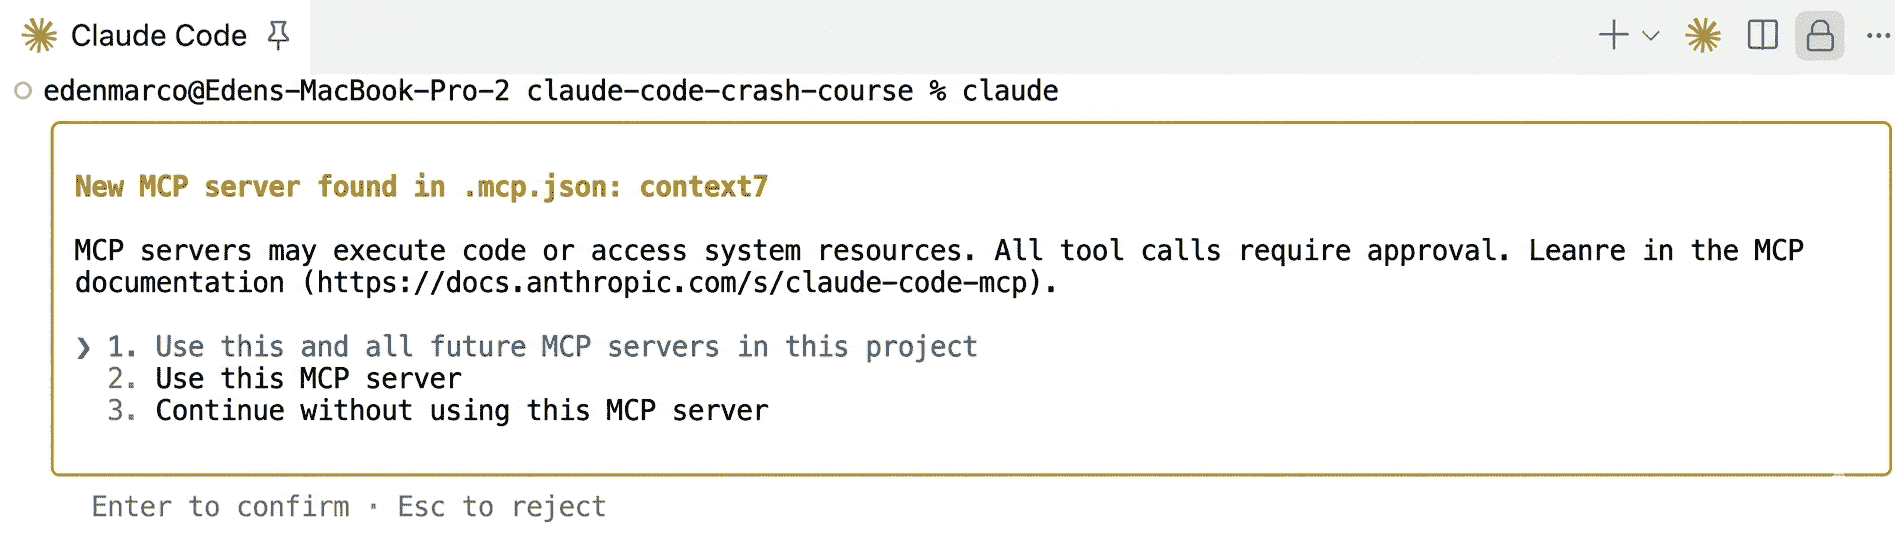 Claude Code
edenmarco@Edens-MacBook-Pro-2 claude-code-crash-course % claude
New MCP server found in .mcp.json: context7
MCP servers may execute code or access system resources. All tool calls require approval. Leanre in the MCP
documentation (https://docs.anthropic.com/s/claude-code-mcp).
❯ 1. Use this and all future MCP servers in this project
2. Use this MCP server
3. Continue without using this MCP server
Enter to confirm · Esc to reject